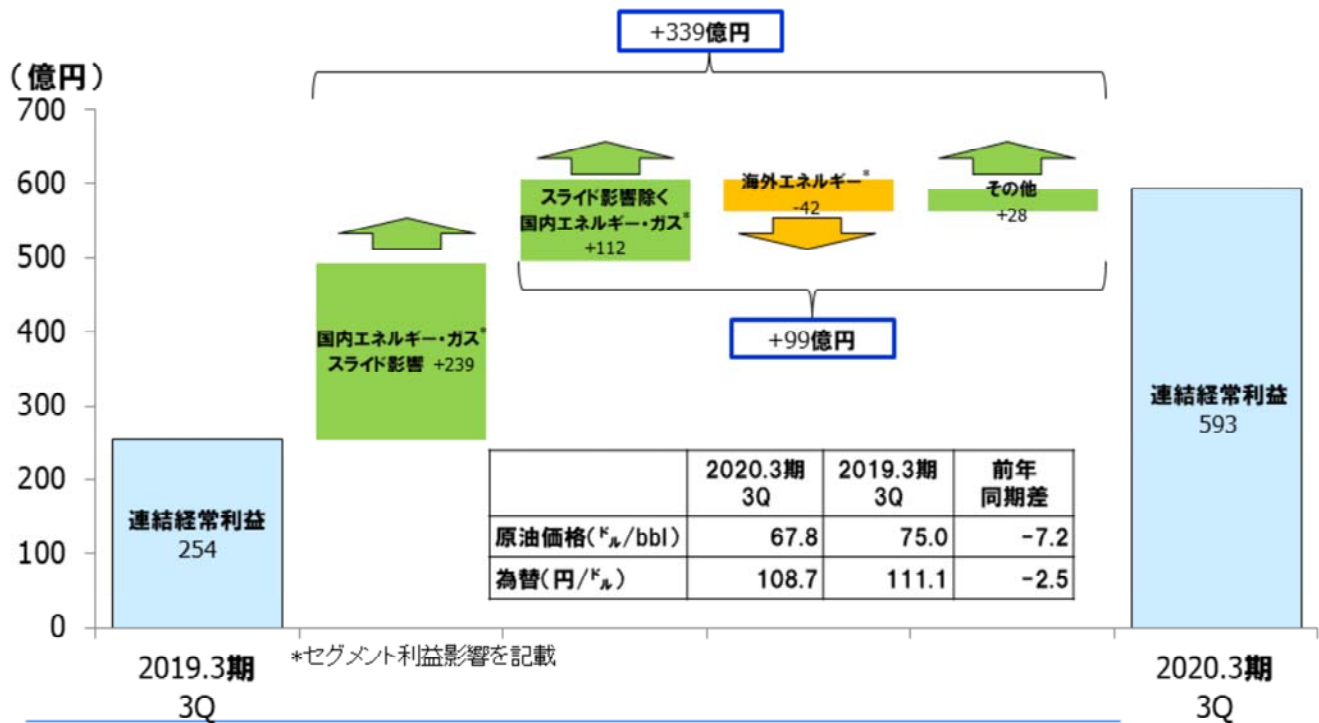 +339億円
(億円)
700
600
500
400
300
200
100
0
連結経常利益
254
国内エネルギー・ガス*
スライド影響 +239
スライド影響除く
国内エネルギー・ガス*
+112
海外エネルギー*
-42
その他
+28
+99億円
連結経常利益
593
2020.3期 3Q 2019.3期 3Q 前年 同期差
原油価格(㌦/bbl) 67.8 75.0 -7.2
為替(円/㌦) 108.7 111.1 -2.5
*セグメント利益影響を記載
2019.3期
3Q
2020.3期
3Q